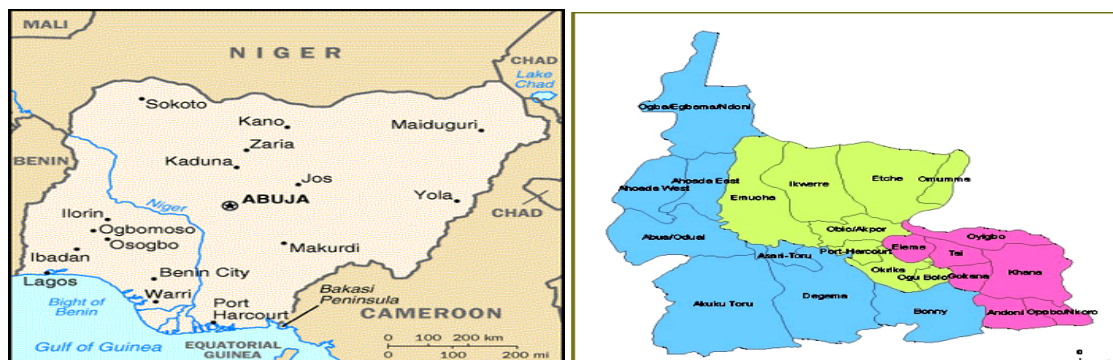 MALI
NIGER
CHAD
Lake
Chad
Sokoto
Kano
Maiduguri
Zaria
BENIN
Kaduna
Jos
Yola
Niger
ABUJA
CHAD
Ilorin
Ogbomoso
Osogbo
Makurdi
Ibadan
Lagos
Benin City
Bight of
Benin
Warri
Port
Harcourt
Bakasi
Peninsula
CAMEROON
Gulf of Guinea
EQUATORIAL
GUINEA
0 100 200 km
0 100 200 mi
Ogba/Egbema/Ndoni
Ahoada East
Ahoada West
Emuoha
Ikwerre
Etche
Omumma
Abua/Odual
Obio/Akpor
Oyigbo
Eleme
Tai
Asari-Toru
Port-Harcourt
Okrika
Ogu Bolo
Gokana
Khana
Akuku Toru
Degema
Bonny
Andoni
Opobo/Nkoro